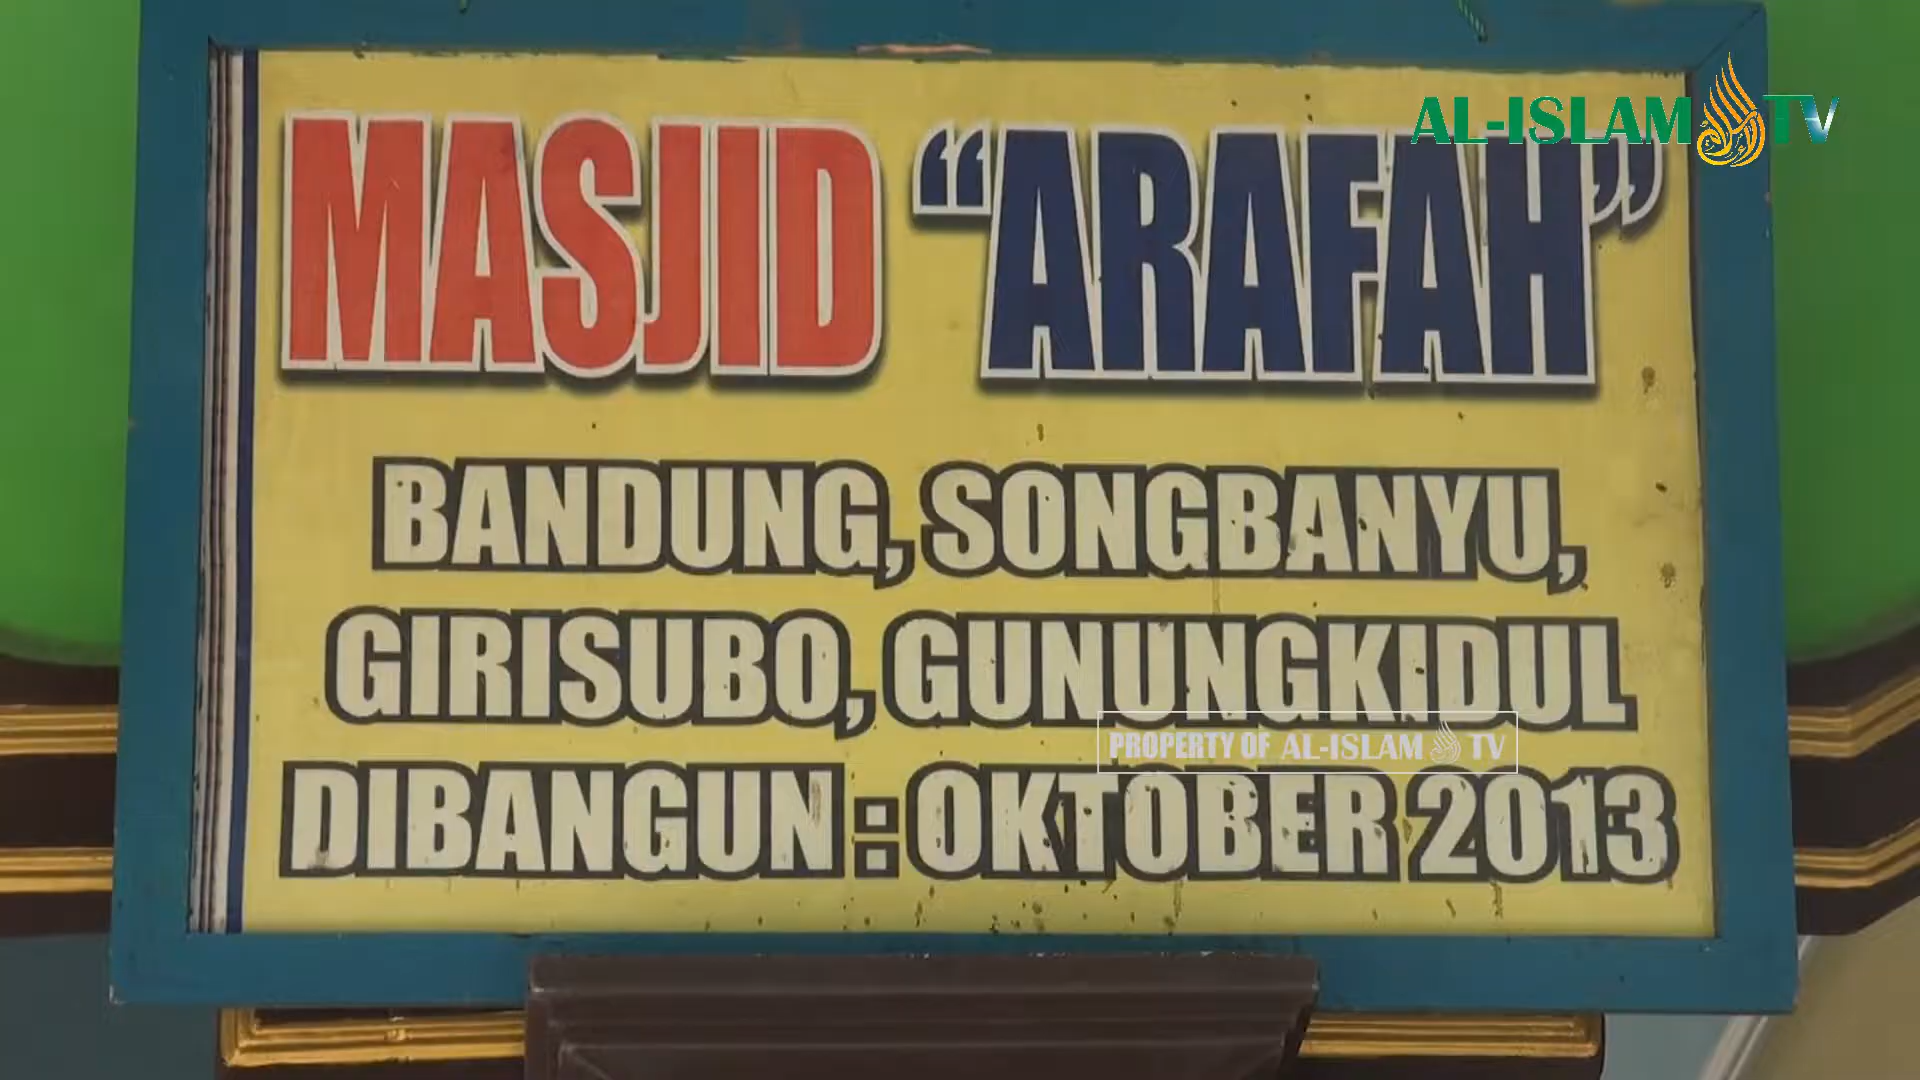 AL-ISLAM TV
MASJID “ARAFAH”
BANDUNG, SONGBANYU,
GIRISUBO, GUNUNGKIDUL
PROPERTY OF AL-ISLAM TV
DIBANGUN : OKTOBER 2013